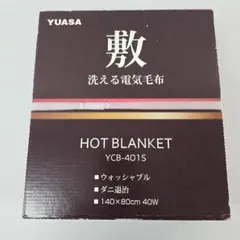 YUASA
敷
洗える電気毛布
HOT BLANKET
YCB-401S
■ウォッシャブル
■ダニ退治
■140×80cm 40W